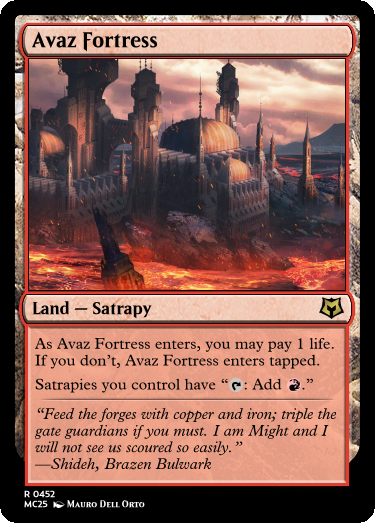 Avaz Fortress
Land — Satrapy
As Avaz Fortress enters, you may pay 1 life.
If you don't, Avaz Fortress enters tapped.
Satrapies you control have “: Add .”
“Feed the forges with copper and iron; triple the
gate guardians if you must. I am Might and I
will not see us scoured so easily.”
—Shideh, Brazen Bulwark
R 0452
MC25 Mauro Dell Orto